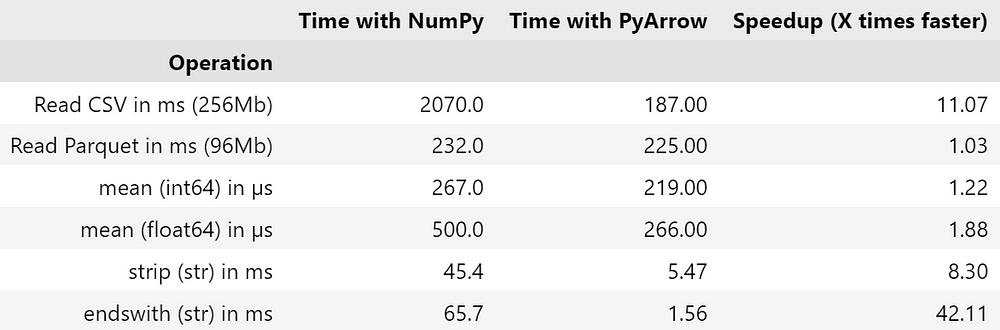 Time with NumPy Time with PyArrow Speedup (X times faster)
Operation
Read CSV in ms (256Mb) 2070.0 187.00 11.07
Read Parquet in ms (96Mb) 232.0 225.00 1.03
mean (int64) in µs 267.0 219.00 1.22
mean (float64) in µs 500.0 266.00 1.88
strip (str) in ms 45.4 5.47 8.30
endswith (str) in ms 65.7 1.56 42.11